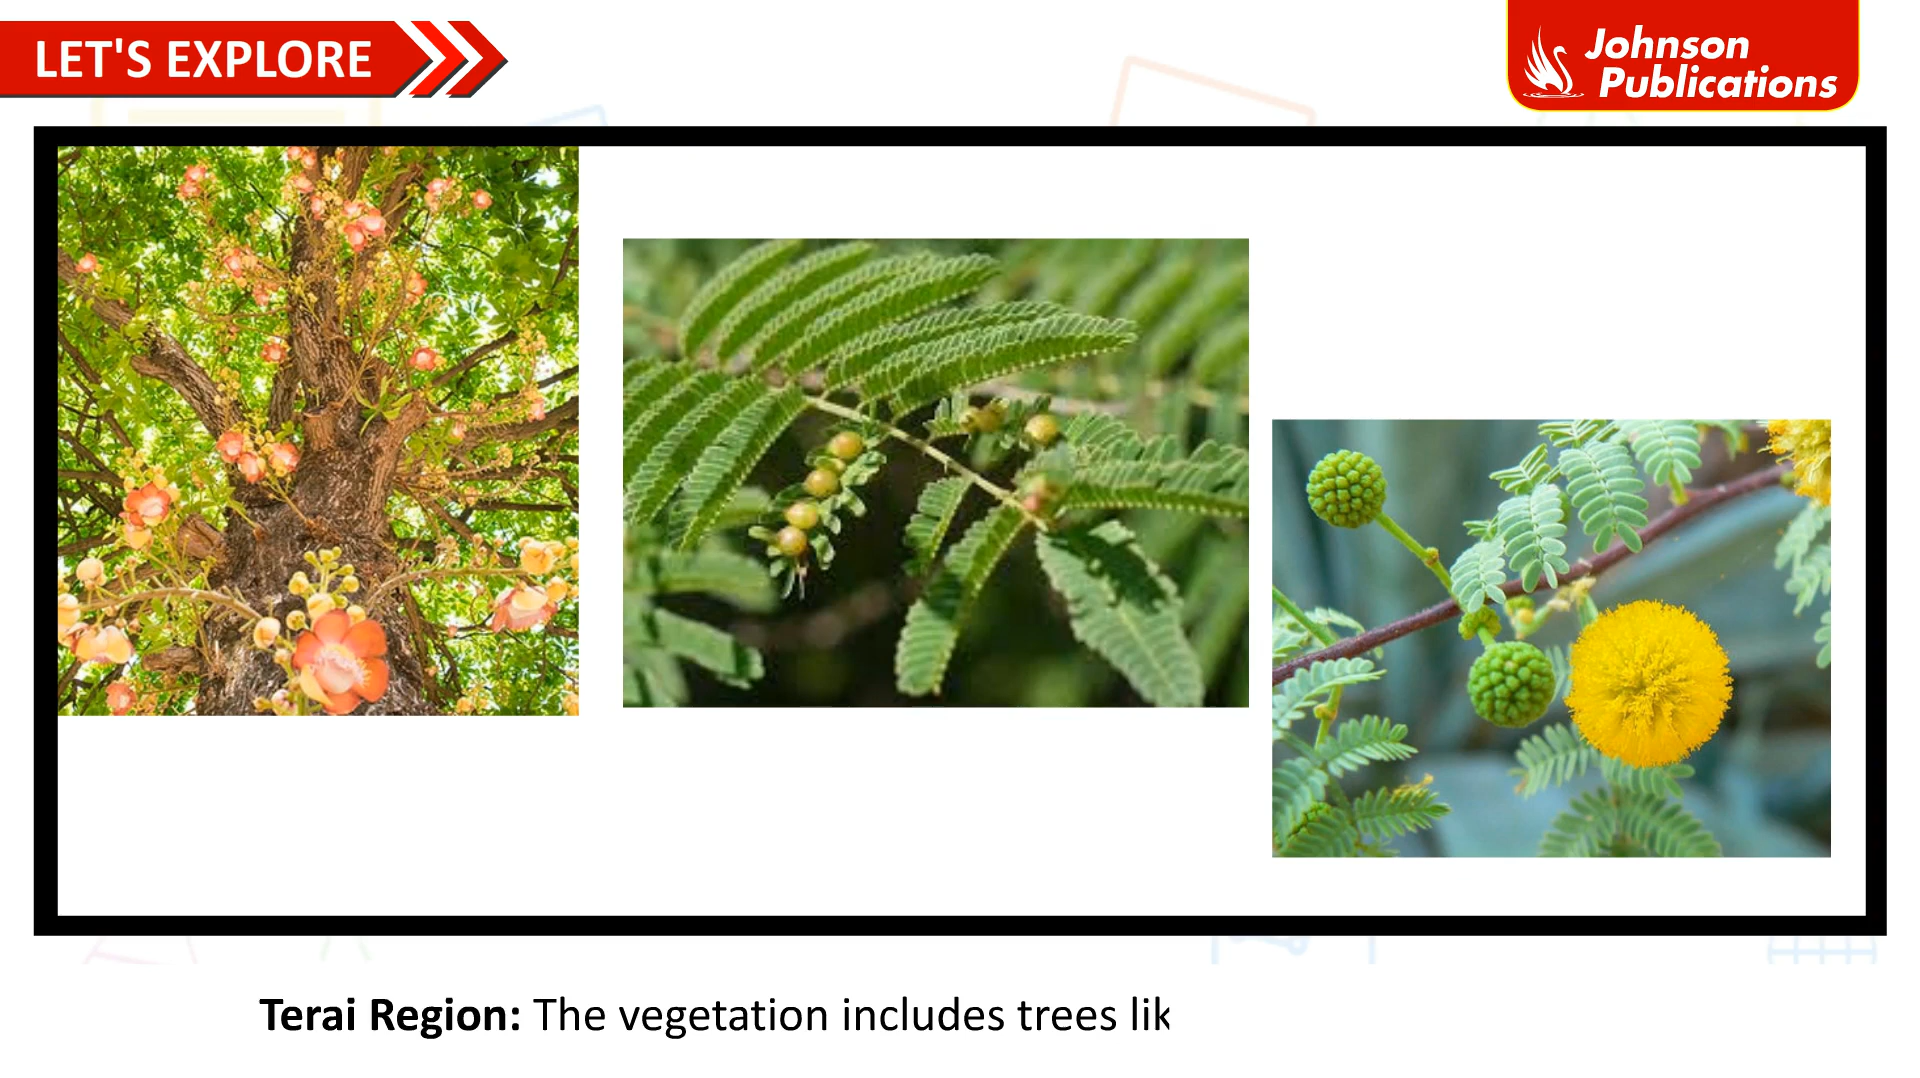 LET'S EXPLORE
Johnson
Publications
Terai Region: The vegetation includes trees lik